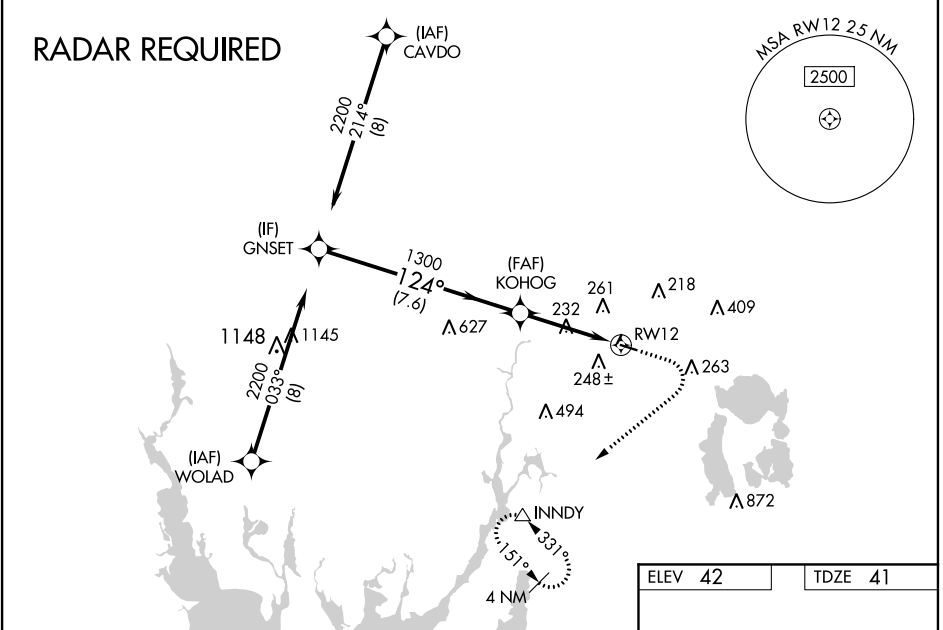 RADAR REQUIRED
(IAF)
CAVDO
MSA RW12 25 NM
2500
2200
214°
(8)
(IF)
GNSET
1300
124°
(7.6)
(FAF)
KOHOG
261
218
409
232
627
RW12
1148
1145
248±
263
2200
033°
(8)
494
(IAF)
WOLAD
872
INNDY
331°
151°
4 NM
ELEV 42
TDZE 41